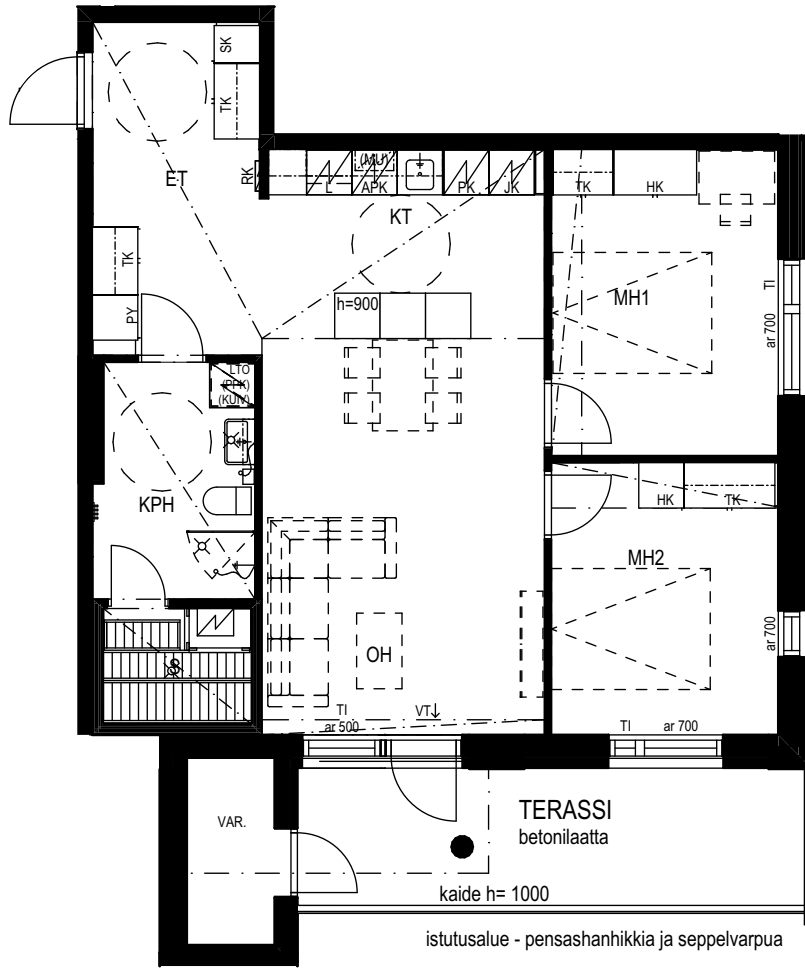 SK
TK
ET
RK
L
(MU)
APK
PK
JK
KT
TK
HK
MH1
TI
ar 700
h=900
TK
PY
LTO
(PPK)
(KUIV)
KPH
HK
TK
MH2
ar 700
OH
TI
ar 500
VT
TI
ar 700
VAR.
TERASSI
betonilaatta
kaide h= 1000
istutusalue - pensashanhikkia ja seppelvarpua